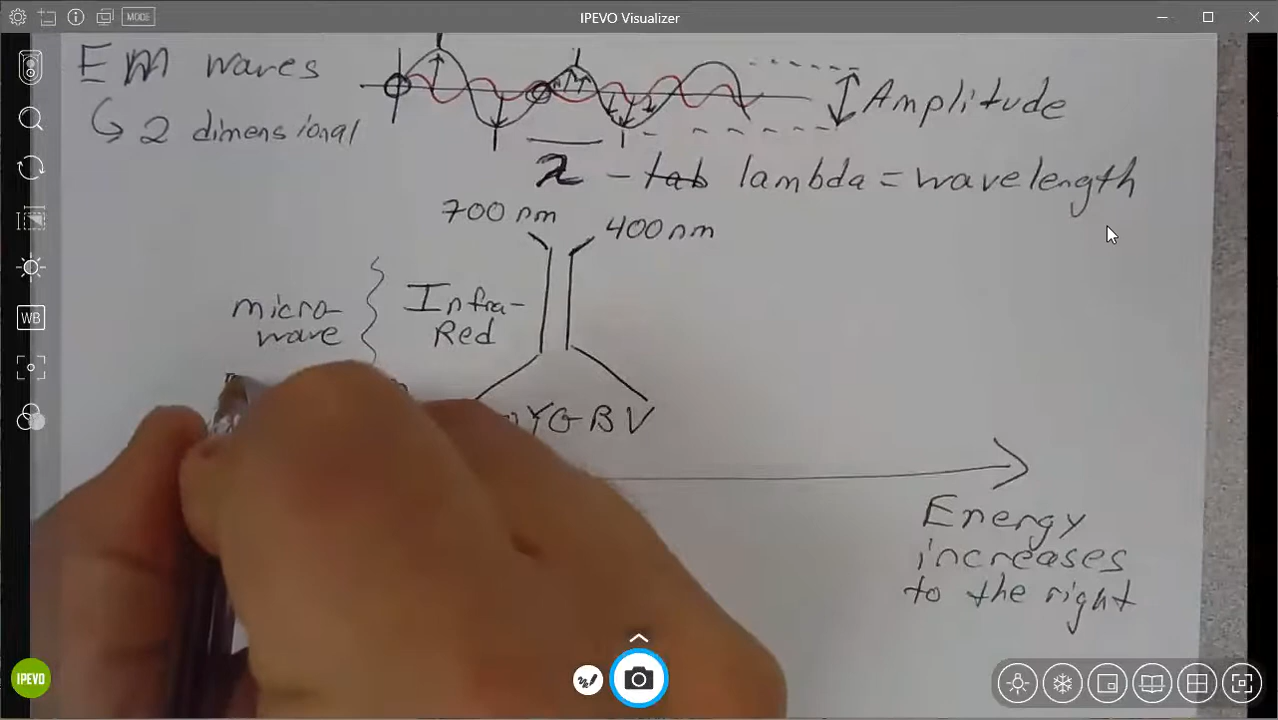 IPEVO Visualizer
MODE
EM waves
↳ 2 dimensional
Amplitude
λ - tab lambda = wavelength
700 nm
400 nm
micro-
wave
Infra-
Red
YGBV
WB
Energy
increases
to the right
IPEVO